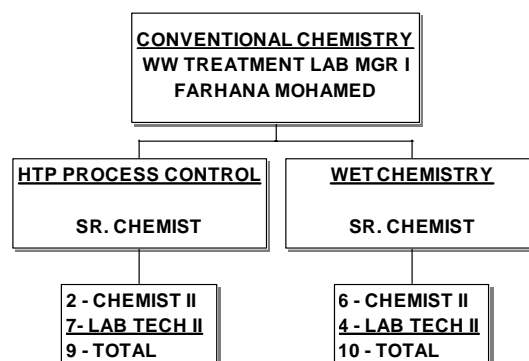 CONVENTIONAL CHEMISTRY
WW TREATMENT LAB MGR I
FARHANA MOHAMED
HTP PROCESS CONTROL
SR. CHEMIST
WET CHEMISTRY
SR. CHEMIST
2 - CHEMIST II
7- LAB TECH II
9 - TOTAL
6 - CHEMIST II
4 - LAB TECH II
10 - TOTAL